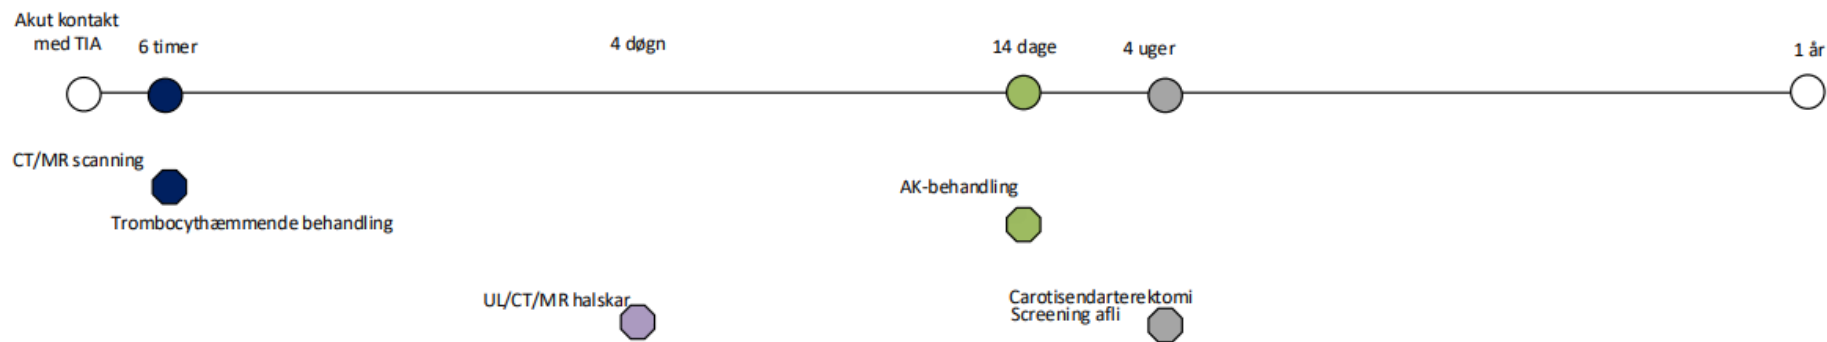 Akut kontakt
med TIA
6 timer
4 døgn
14 dage
4 uger
1 år
CT/MR scanning
AK-behandling
Trombocythæmmende behandling
UL/CT/MR halskar
Carotisendarterektomi
Screening afli